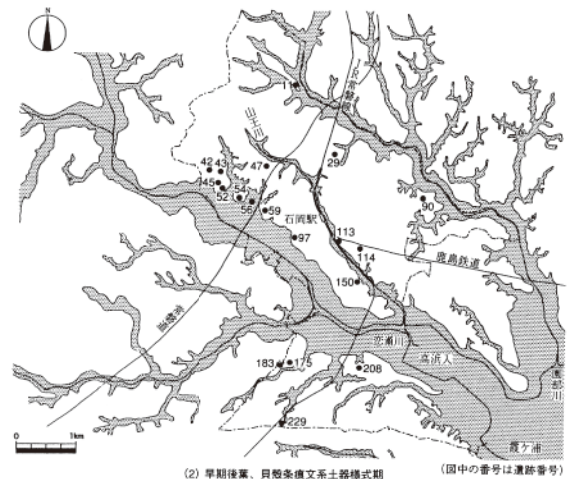 N
11
JR常磐線
山王川
29
42
43
47
45
52
54
56
59
石岡駅
90
97
113
114
鹿島鉄道
150
常磐道
恋瀬川
高浜入
園部川
183
175
208
229
霞ケ浦
0 1km
(2) 早期後葉、貝殻条痕文系土器様式期
(図中の番号は遺跡番号)